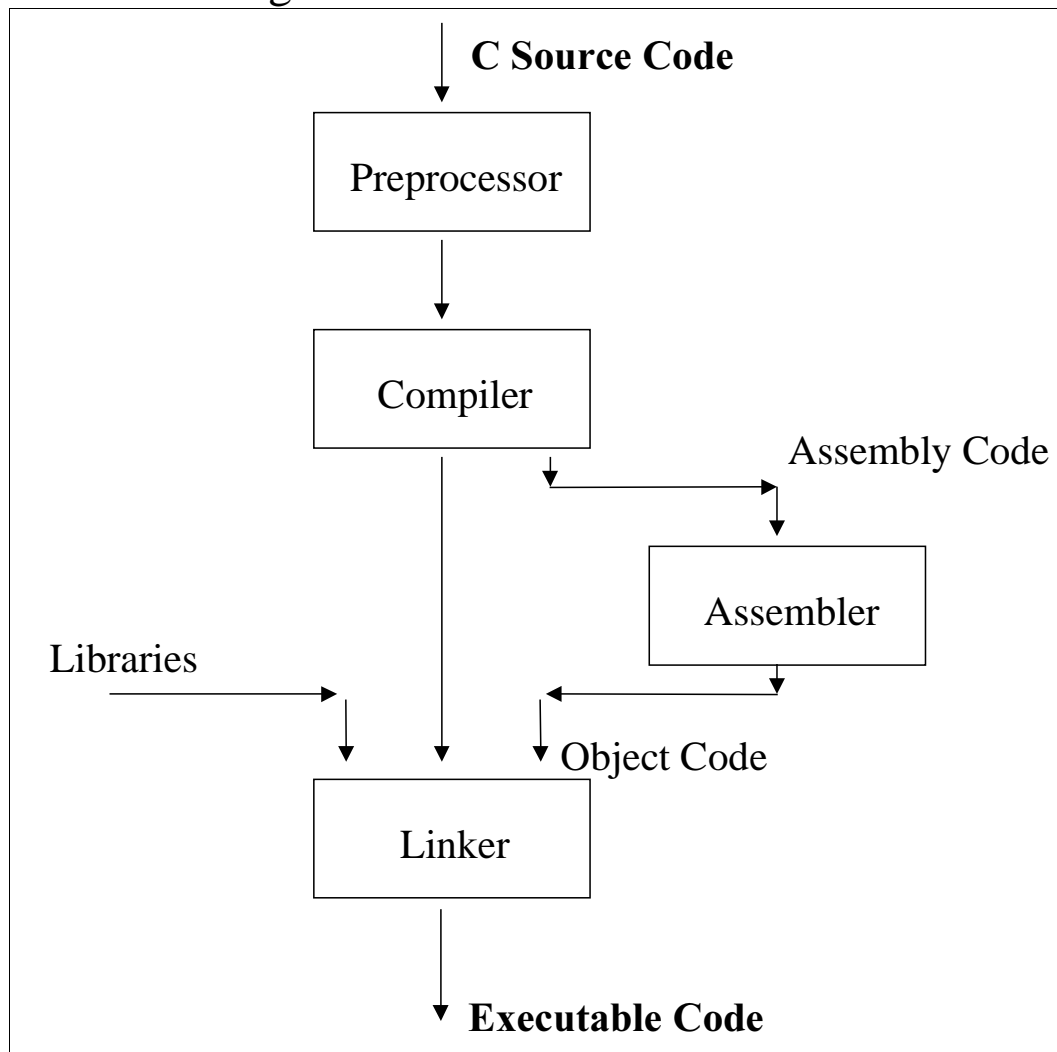 C Source Code
Preprocessor
Compiler
Assembly Code
Assembler
Libraries
Object Code
Linker
Executable Code